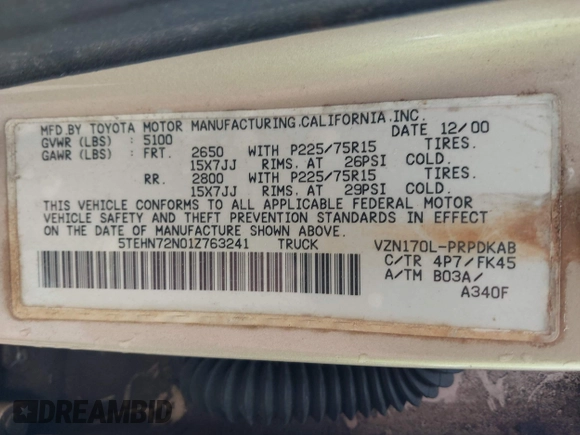 MFD.BY TOYOTA MOTOR MANUFACTURING.CALIFORNIA.INC.
GVWR (LBS) : 5100 DATE 12/00
GAWR (LBS) : FRT. 2650 WITH P225/75R15 TIRES.
15X7JJ RIMS. AT 26PSI COLD.
RR. 2800 WITH P225/75R15 TIRES.
15X7JJ RIMS. AT 29PSI COLD.
THIS VEHICLE CONFORMS TO ALL APPLICABLE FEDERAL MOTOR
VEHICLE SAFETY AND THEFT PREVENTION STANDARDS IN EFFECT
ON THE DATE OF MANUFACTURE SHOWN ABOVE.
5TEHN72N01Z763241 TRUCK VZN170L-PRPDKAB
C/TR 4P7/FK45
A/TM B03A/
A340F
DREAMBID